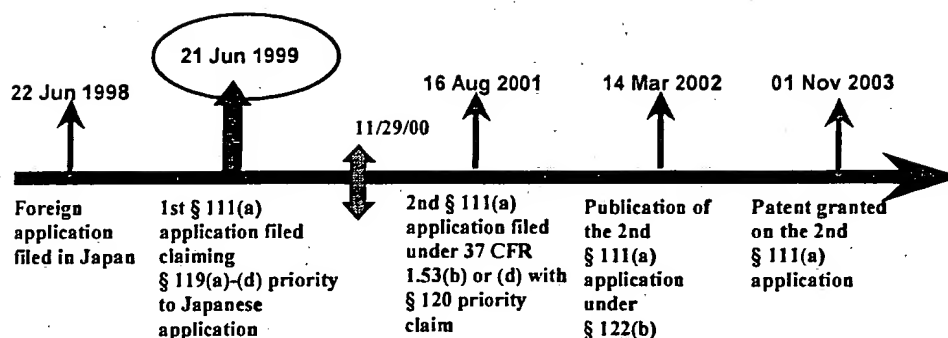 21 Jun 1999
22 Jun 1998
16 Aug 2001
14 Mar 2002
01 Nov 2003
11/29/00
Foreign
application
filed in Japan
1st § 111(a)
application filed
claiming
§ 119(a)-(d) priority
to Japanese
application
2nd § 111(a)
application filed
under 37 CFR
1.53(b) or (d) with
§ 120 priority
claim
Publication of
the 2nd
§ 111(a)
application
under
§ 122(b)
Patent granted
on the 2nd
§ 111(a)
application